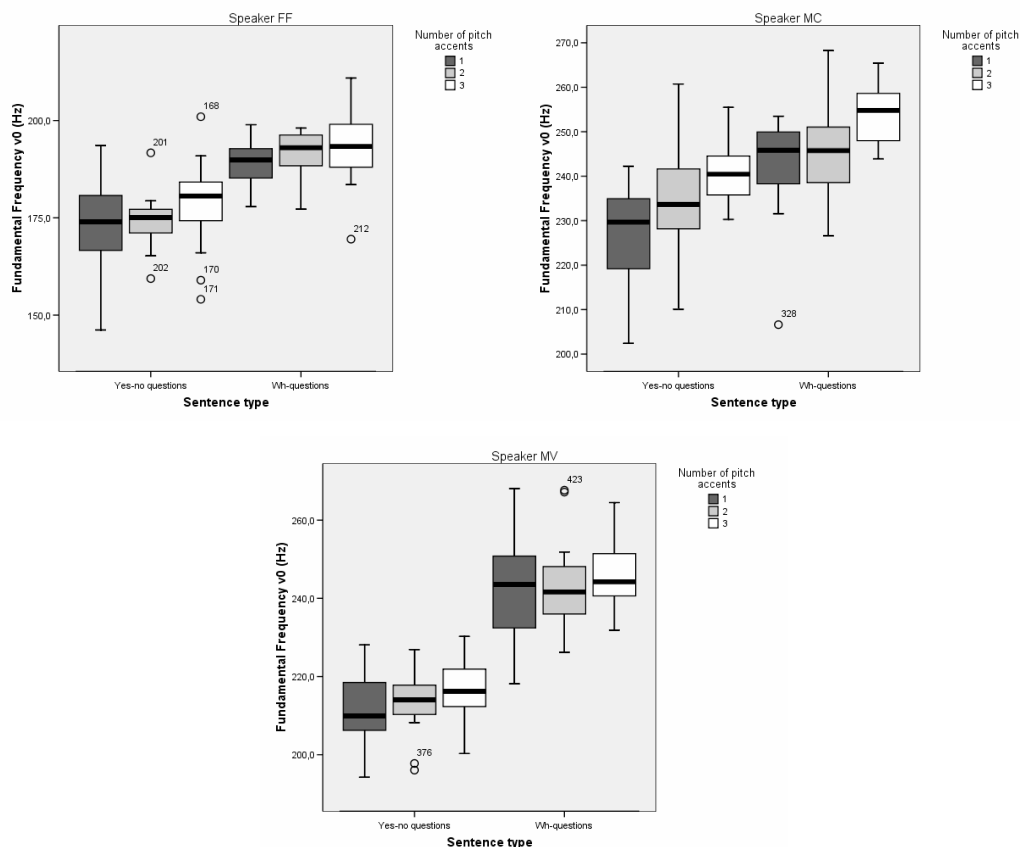 Speaker FF
Number of pitch
accents
1
2
3
Fundamental Frequency v0 (Hz)
200,0
175,0
150,0
168
201
202
170
171
212
Yes-no questions
Wh-questions
Sentence type
Speaker MC
Number of pitch
accents
1
2
3
Fundamental Frequency v0 (Hz)
270,0
260,0
250,0
240,0
230,0
220,0
210,0
200,0
328
Yes-no questions
Wh-questions
Sentence type
Speaker MV
Number of pitch
accents
1
2
3
Fundamental Frequency v0 (Hz)
260,0
240,0
220,0
200,0
423
376
Yes-no questions
Wh-questions
Sentence type